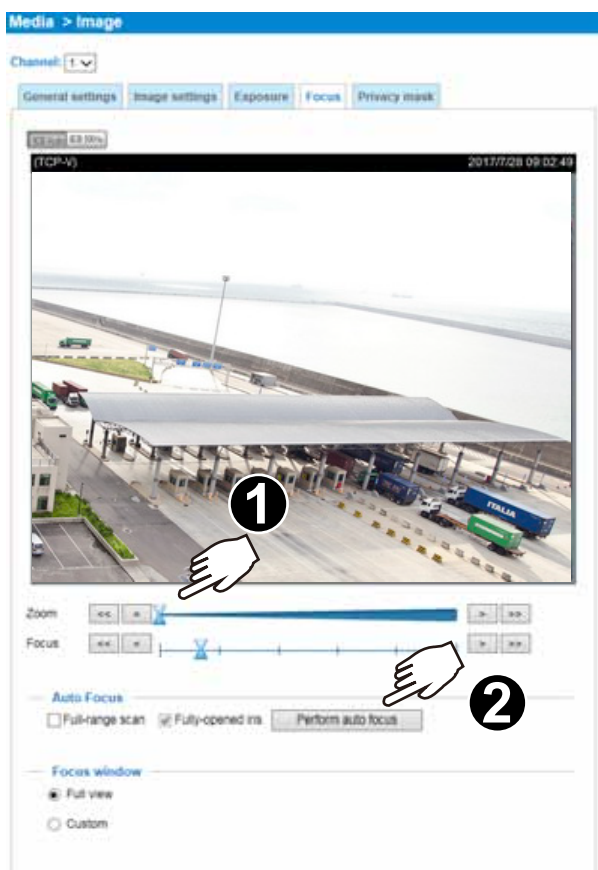 Media > Image
Channel: 1
General settings Image settings Exposure Focus Privacy mask
(TCP-V) 2017/7/28 09:02:49
ITALIA
1
Zoom << < > >>
Focus << < > >>
2
Auto Focus
Full-range scan Fully-opened iris Perform auto focus
Focus window
Full view
Custom